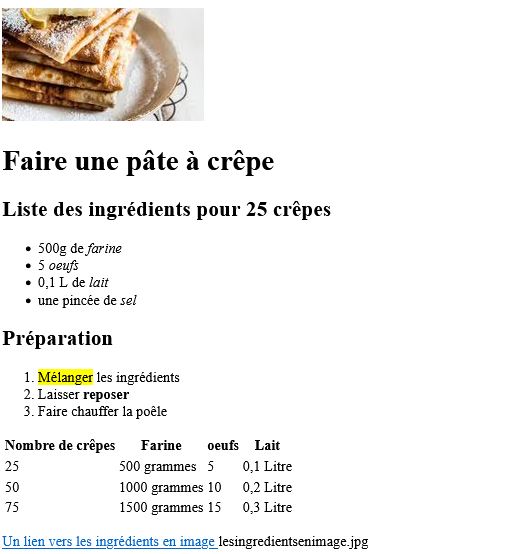 Faire une pâte à crêpe
Liste des ingrédients pour 25 crêpes
500g de farine
5 oeufs
0,1 L de lait
une pincée de sel
Préparation
1. Mélanger les ingrédients
2. Laisser reposer
3. Faire chauffer la poêle
Nombre de crêpes Farine oeufs Lait
25 500 grammes 5 0,1 Litre
50 1000 grammes 10 0,2 Litre
75 1500 grammes 15 0,3 Litre
Un lien vers les ingrédients en image lesingredientsenimage.jpg